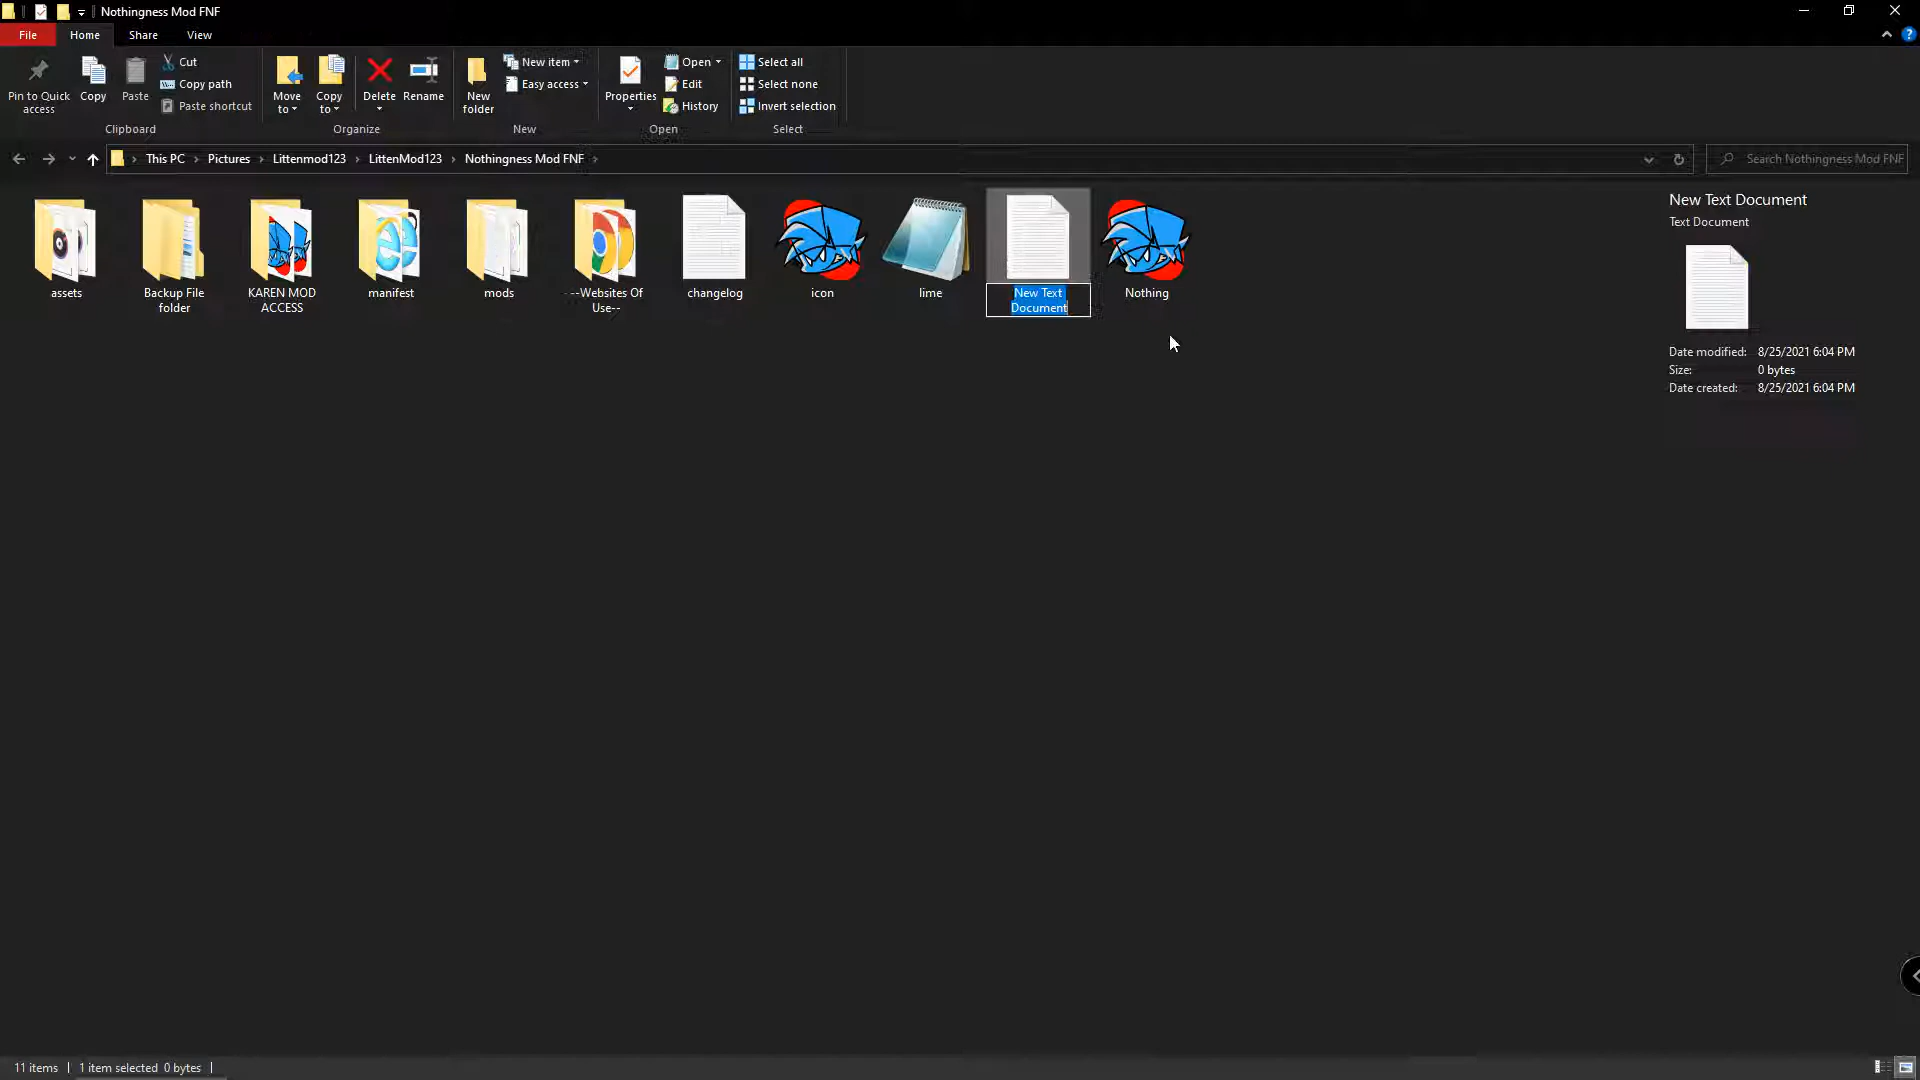 Nothingness Mod FNF
File Home Share View
Pin to Quick access
Copy
Paste
Cut
Copy path
Paste shortcut
Clipboard
Move to
Copy to
Delete
Rename
Organize
New folder
New item
Easy access
New
Properties
Open
Edit
History
Open
Select all
Select none
Invert selection
Select
This PC > Pictures > Littenmod123 > LittenMod123 > Nothingness Mod FNF >
Search Nothingness Mod FNF
assets
Backup File
folder
KAREN MOD
ACCESS
manifest
mods
--Websites Of
Use--
changelog
icon
lime
New Text
Document
Nothing
New Text Document
Text Document
Date modified: 8/25/2021 6:04 PM
Size: 0 bytes
Date created: 8/25/2021 6:04 PM
11 items
1 item selected 0 bytes